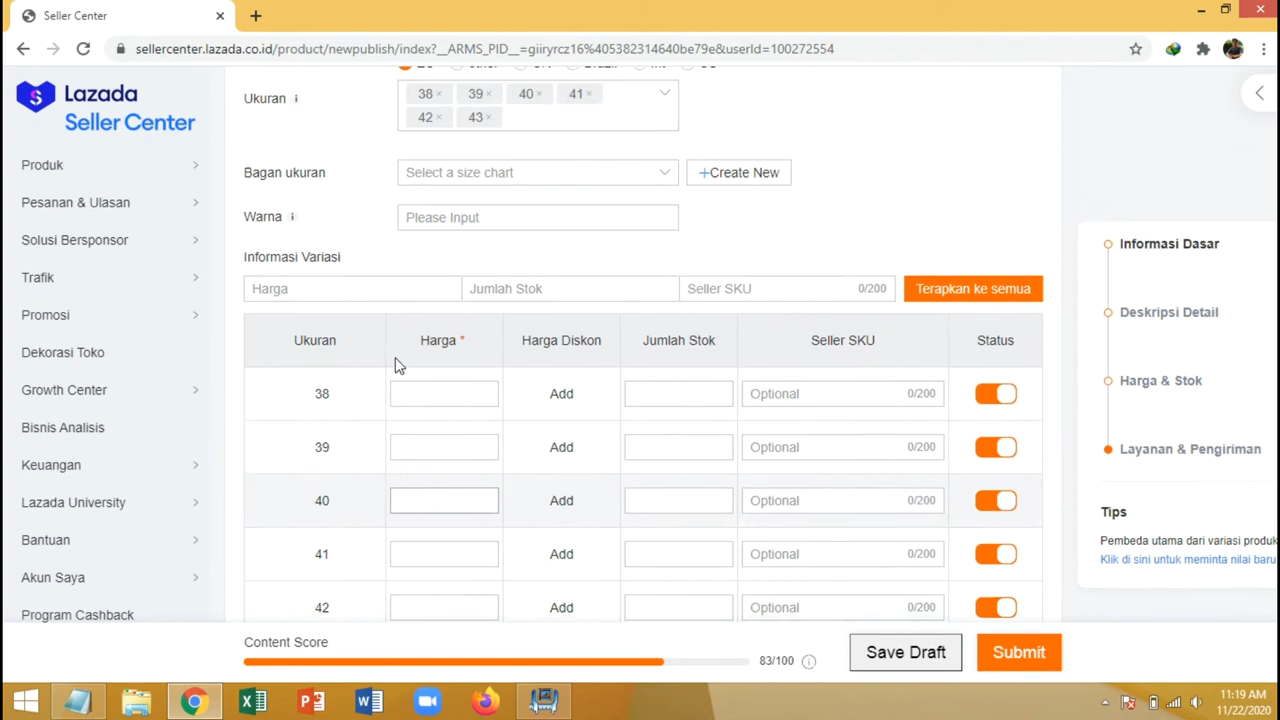 Seller Center
sellercenter.lazada.co.id/product/newpublish/index?__ARMS_PID__=giiryrcz16%405382314640be79e&userId=100272554
Lazada
Seller Center
Produk
Pesanan & Ulasan
Solusi Bersponsor
Trafik
Promosi
Dekorasi Toko
Growth Center
Bisnis Analisis
Keuangan
Lazada University
Bantuan
Akun Saya
Program Cashback
Ukuran
38 × 39 × 40 × 41 ×
42 × 43 ×
Bagan ukuran
Select a size chart
+Create New
Warna
Please Input
Informasi Variasi
Harga Jumlah Stok Seller SKU 0/200 Terapkan ke semua
Ukuran Harga * Harga Diskon Jumlah Stok Seller SKU Status
38 Add Optional 0/200
39 Add Optional 0/200
40 Add Optional 0/200
41 Add Optional 0/200
42 Add Optional 0/200
Content Score
83/100
Save Draft
Submit
Informasi Dasar
Deskripsi Detail
Harga & Stok
Layanan & Pengiriman
Tips
Pembeda utama dari variasi produk
Klik di sini untuk meminta nilai baru
11:19 AM
11/22/2020